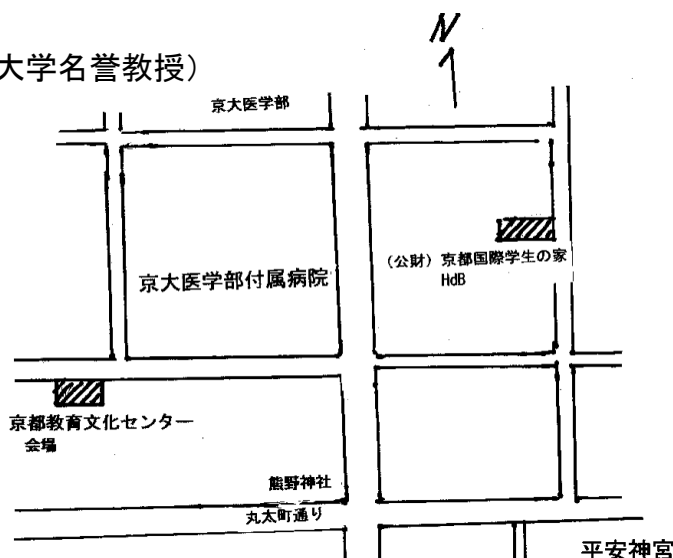 大学名誉教授）
N
京大医学部
（公財）京都国際学生の家
HdB
京大医学部付属病院
京都教育文化センター
会場
熊野神社
丸太町通り
平安神宮